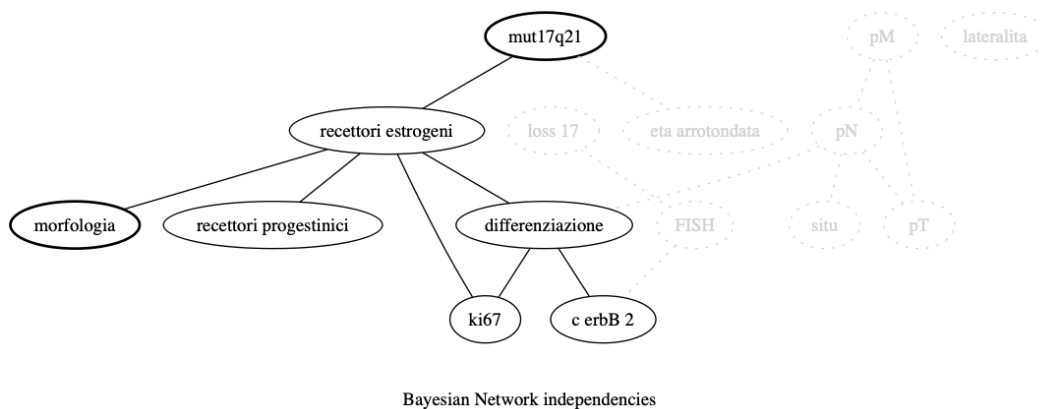 mut17q21
pM
lateralita
recettori estrogeni
loss 17
eta arrotondata
pN
morfologia
recettori progestinici
differenziazione
FISH
situ
pT
ki67
c erbB 2
Bayesian Network independencies